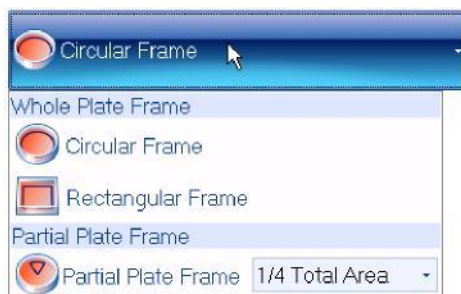 Circular Frame
Whole Plate Frame
Circular Frame
Rectangular Frame
Partial Plate Frame
Partial Plate Frame 1/4 Total Area